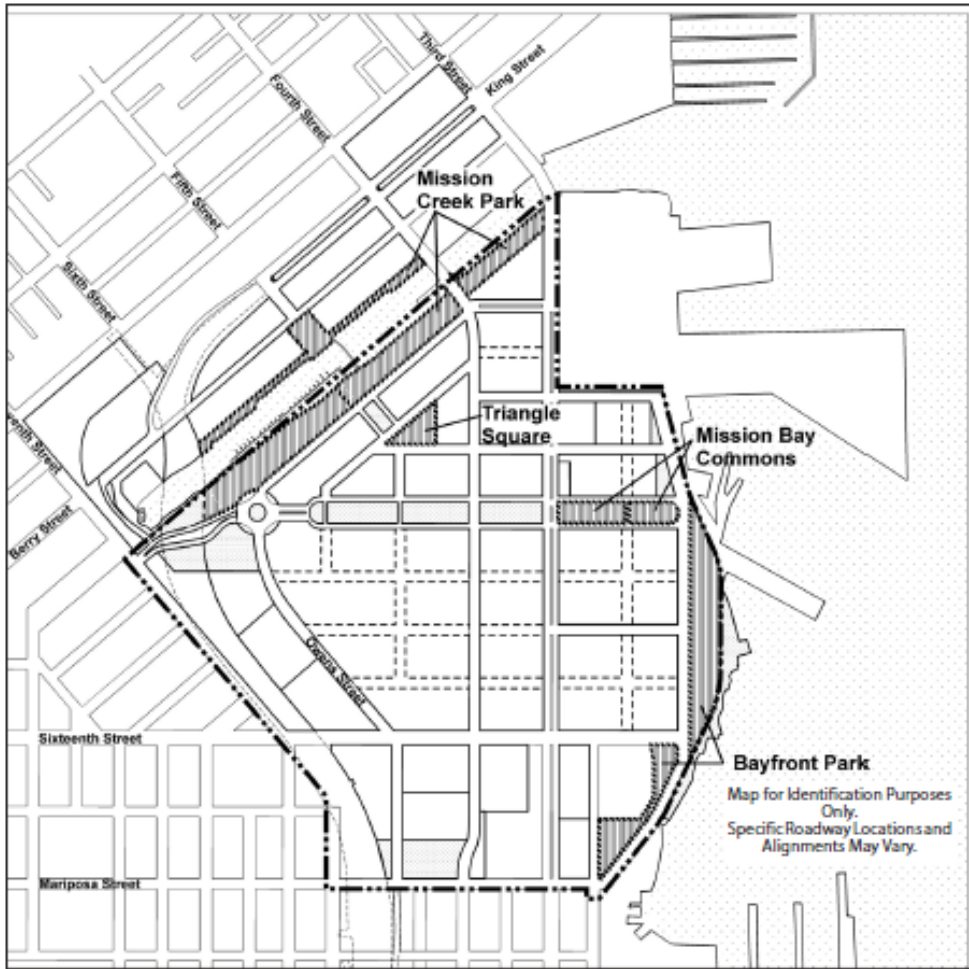 Third Street
King Street
Fourth Street
Mission
Creek Park
Fifth Street
Sixth Street
Triangle
Square
Mission Bay
Commons
venth Street
Berry Street
Owens Street
Sixteenth Street
Bayfront Park
Map for Identification Purposes
Only.
Specific Roadway Locations and
Alignments May Vary.
Mariposa Street